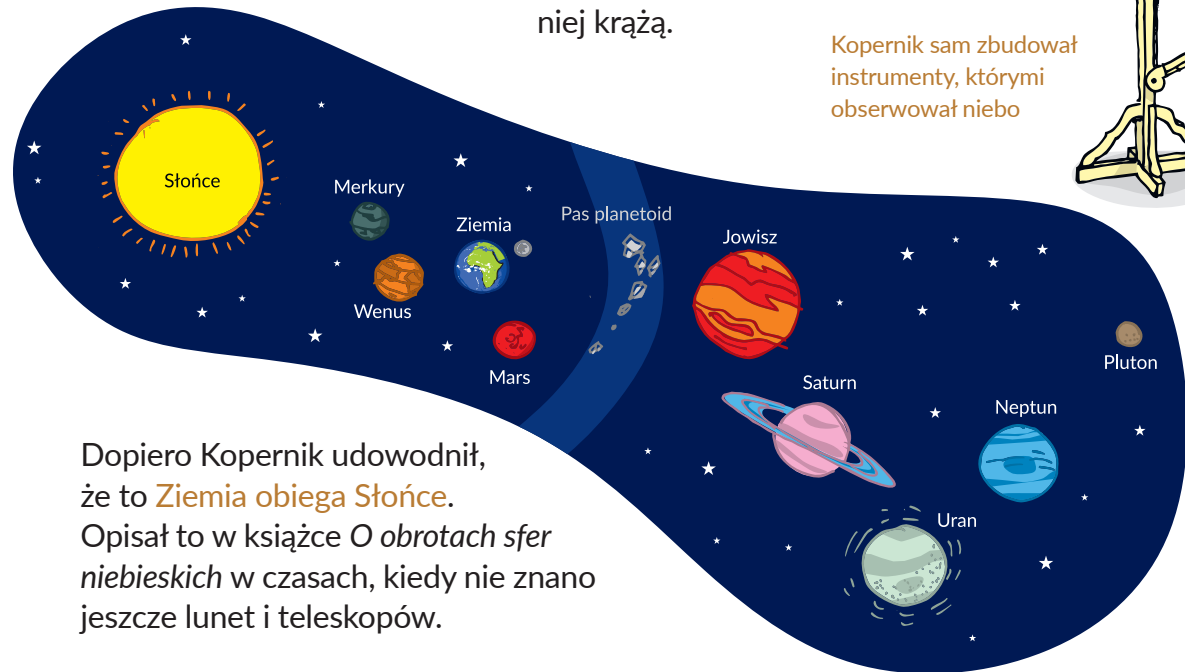 niej krążą.
Kopernik sam zbudował
instrumenty, którymi
obserwował niebo
Słońce
Merkury
Ziemia
Pas planetoid
Wenus
Mars
Jowisz
Saturn
Pluton
Neptun
Uran
Dopiero Kopernik udowodnił,
że to Ziemia obiega Słońce.
Opisał to w książce O obrotach sfer
niebieskich w czasach, kiedy nie znano
jeszcze lunet i teleskopów.